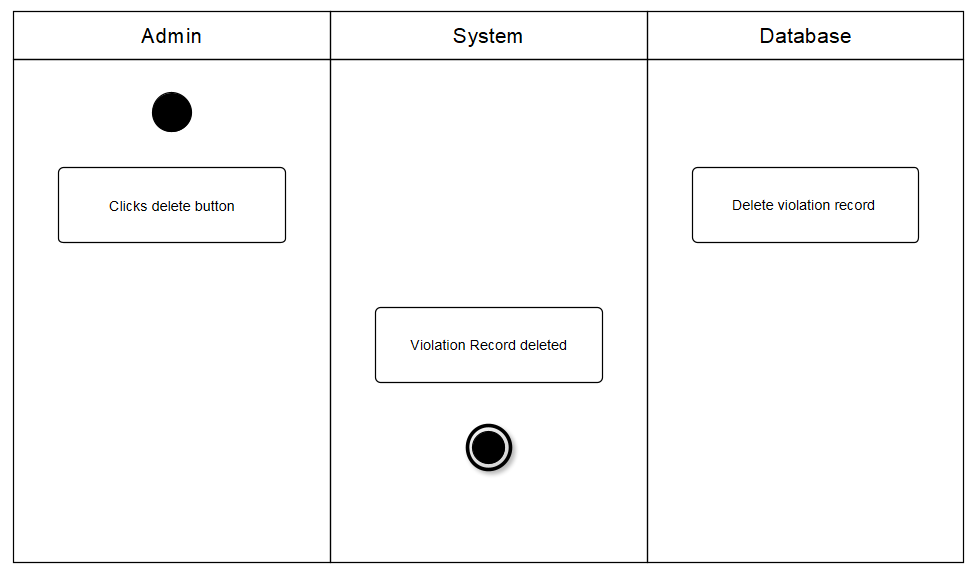 Admin
System
Database
Clicks delete button
Delete violation record
Violation Record deleted